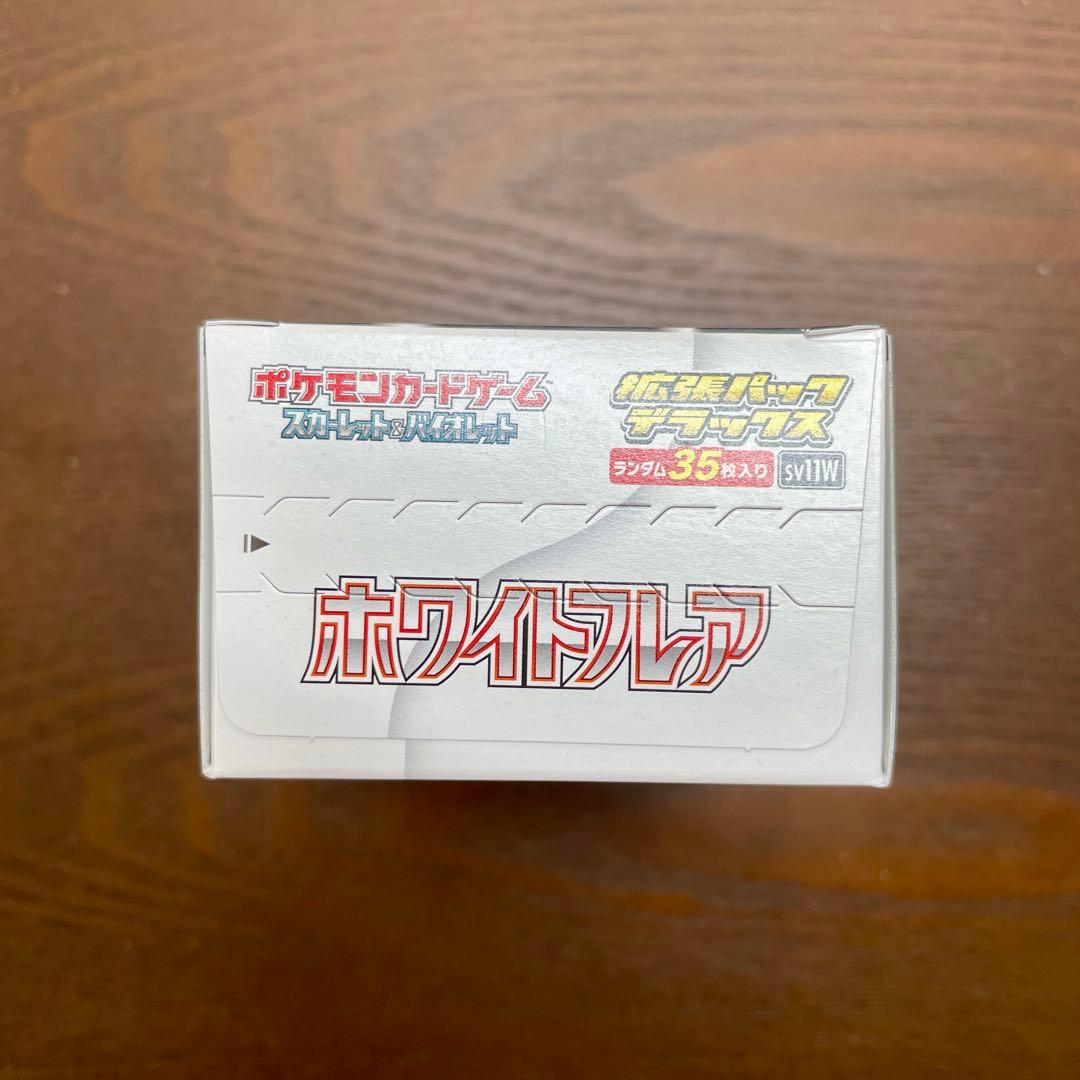 ポケモンカードゲーム™
スカーレット&バイオレット
拡張パック
デラックス
ランダム35枚入り
SV11W
ホワイトフレア